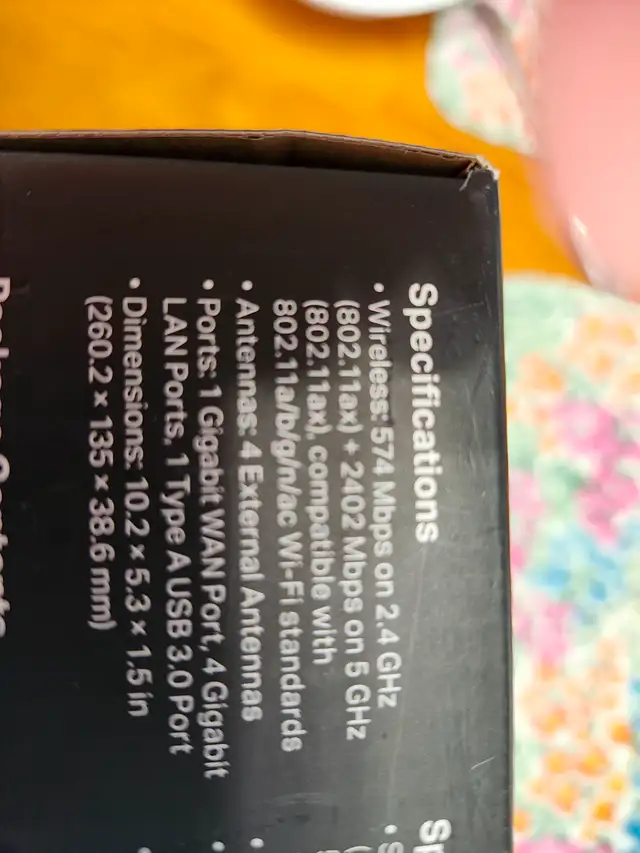 Specifications
• Wireless: 574 Mbps on 2.4 GHz
(802.11ax) + 2402 Mbps on 5 GHz
(802.11ax), compatible with
802.11a/b/g/n/ac Wi-Fi standards
• Antennas: 4 External Antennas
• Ports: 1 Gigabit WAN Port, 4 Gigabit
LAN Ports, 1 Type A USB 3.0 Port
• Dimensions: 10.2 × 5.3 × 1.5 in
(260.2 × 135 × 38.6 mm)